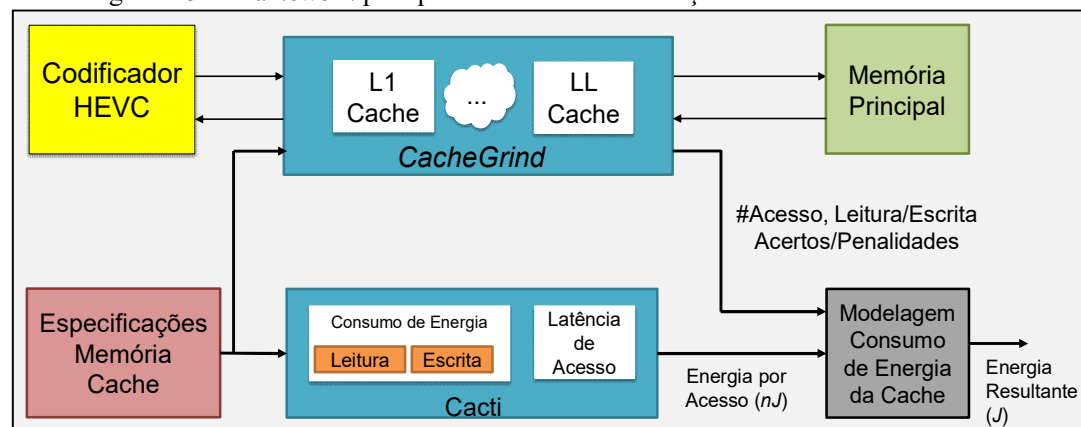 Codificador
HEVC
L1
Cache
...
LL
Cache
CacheGrind
Memória
Principal
#Acesso, Leitura/Escrita
Acertos/Penalidades
Especificações
Memória
Cache
Consumo de Energia
Leitura
Escrita
Latência
de
Acesso
Cacti
Energia por
Acesso (nJ)
Modelagem
Consumo
de Energia
da Cache
Energia
Resultante
(J)